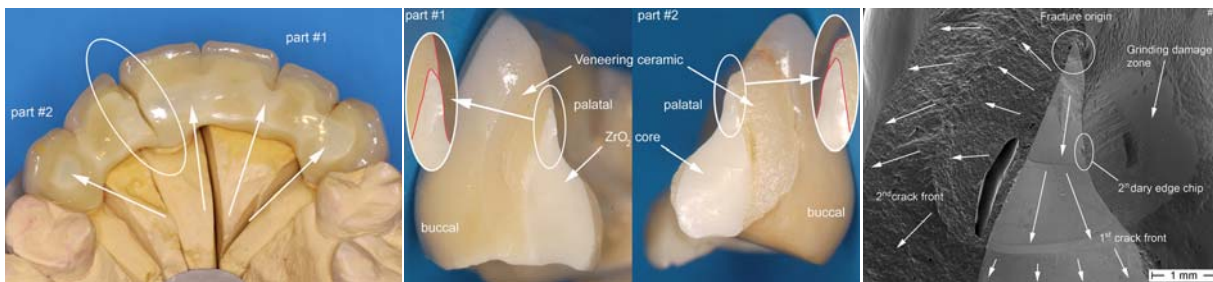 part #1
part #2
part #1
part #2
Veneering ceramic
palatal
palatal
ZrO₂ core
buccal
buccal
Fracture origin
Grinding damage
zone
2ⁿᵈ crack front
2ˢᵗ dary edge chip
1ˢᵗ crack front
1 mm